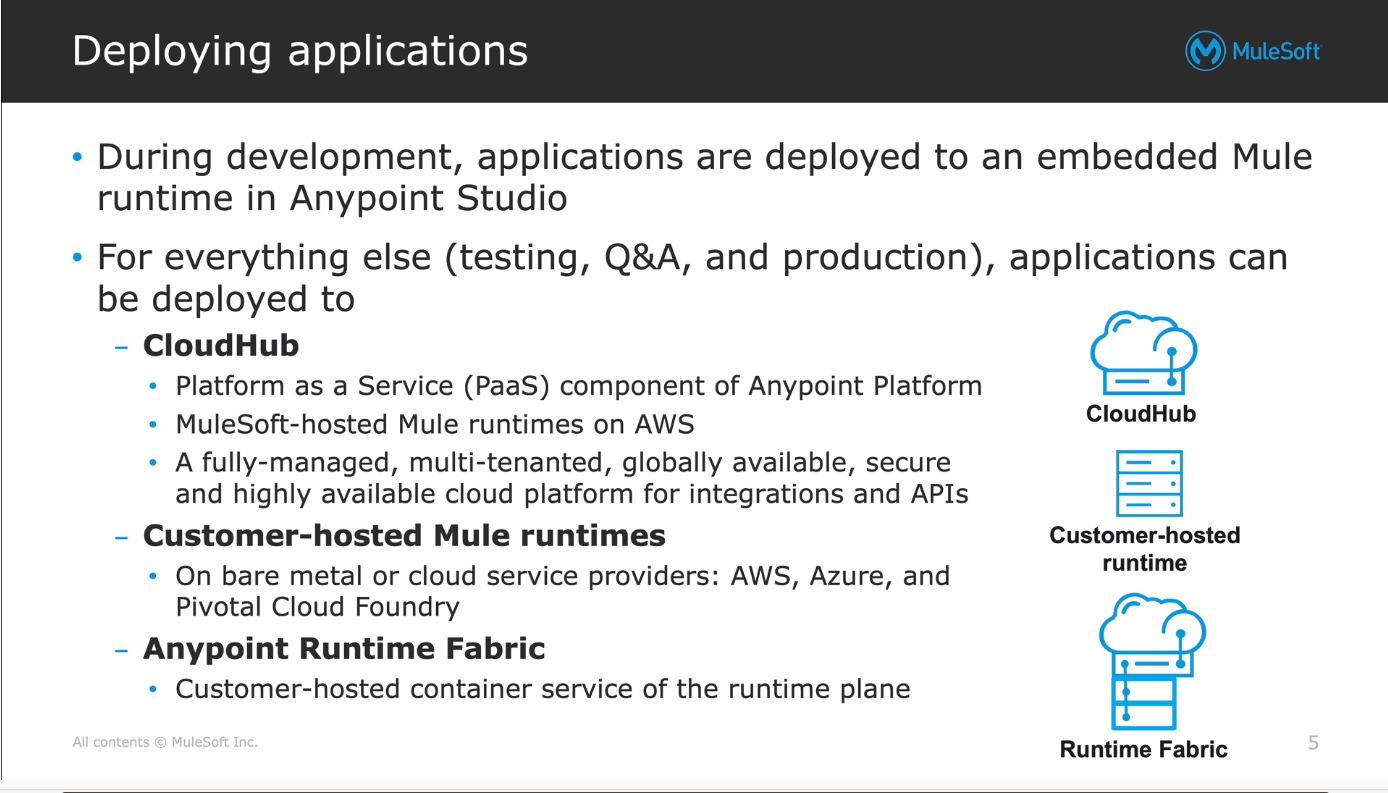 Deploying applications
MuleSoft
• During development, applications are deployed to an embedded Mule
runtime in Anypoint Studio
• For everything else (testing, Q&A, and production), applications can
be deployed to
– CloudHub
• Platform as a Service (PaaS) component of Anypoint Platform
• MuleSoft-hosted Mule runtimes on AWS
• A fully-managed, multi-tenanted, globally available, secure
and highly available cloud platform for integrations and APIs
– Customer-hosted Mule runtimes
• On bare metal or cloud service providers: AWS, Azure, and
Pivotal Cloud Foundry
– Anypoint Runtime Fabric
• Customer-hosted container service of the runtime plane
CloudHub
Customer-hosted
runtime
Runtime Fabric
All contents © MuleSoft Inc.
5